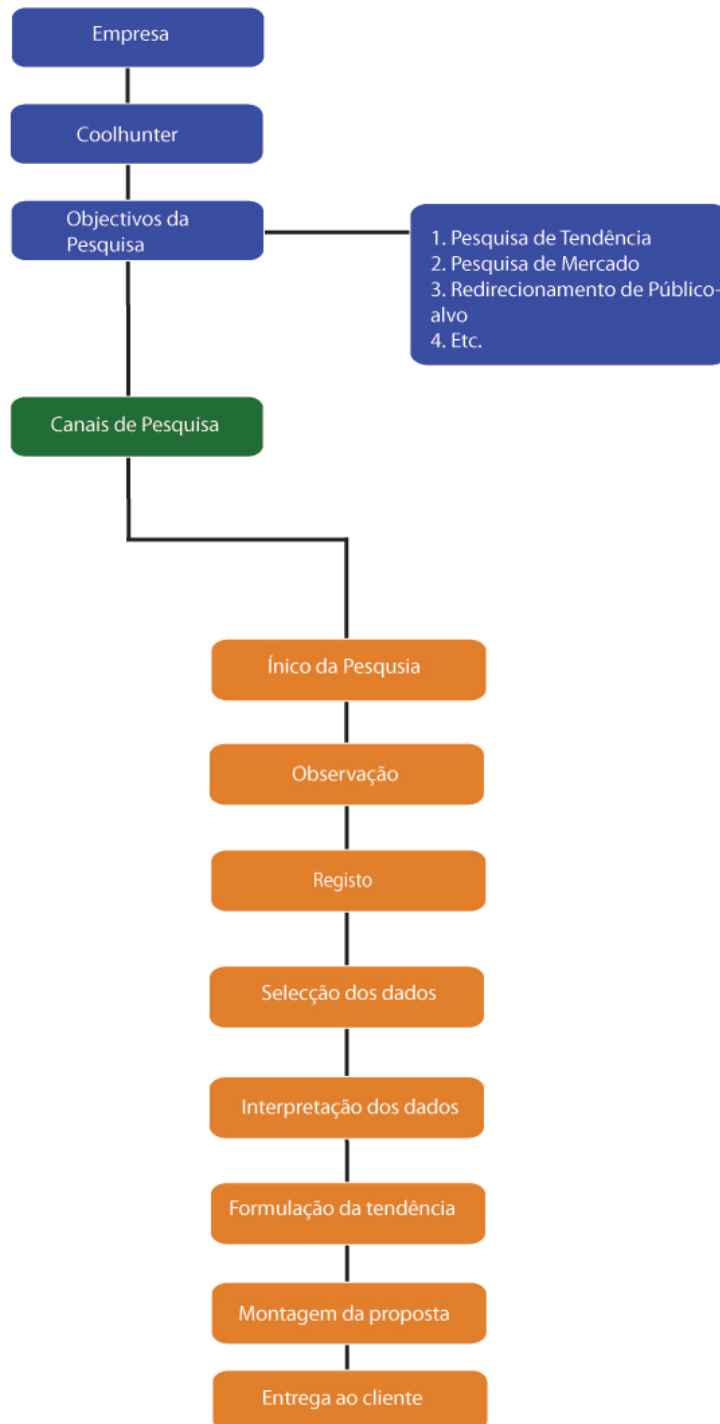 Empresa
Coolhunter
Objectivos da
Pesquisa
1. Pesquisa de Tendência
2. Pesquisa de Mercado
3. Redirecionamento de Público-
alvo
4. Etc.
Canais de Pesquisa
Ínico da Pesqusia
Observação
Registo
Selecção dos dados
Interpretação dos dados
Formulação da tendência
Montagem da proposta
Entrega ao cliente